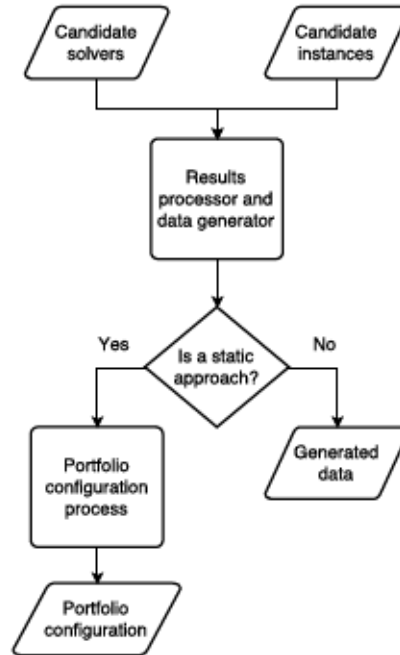 Candidate
solvers
Candidate
instances
Results
processor and
data generator
Yes
Is a static
approach?
No
Portfolio
configuration
process
Generated
data
Portfolio
configuration